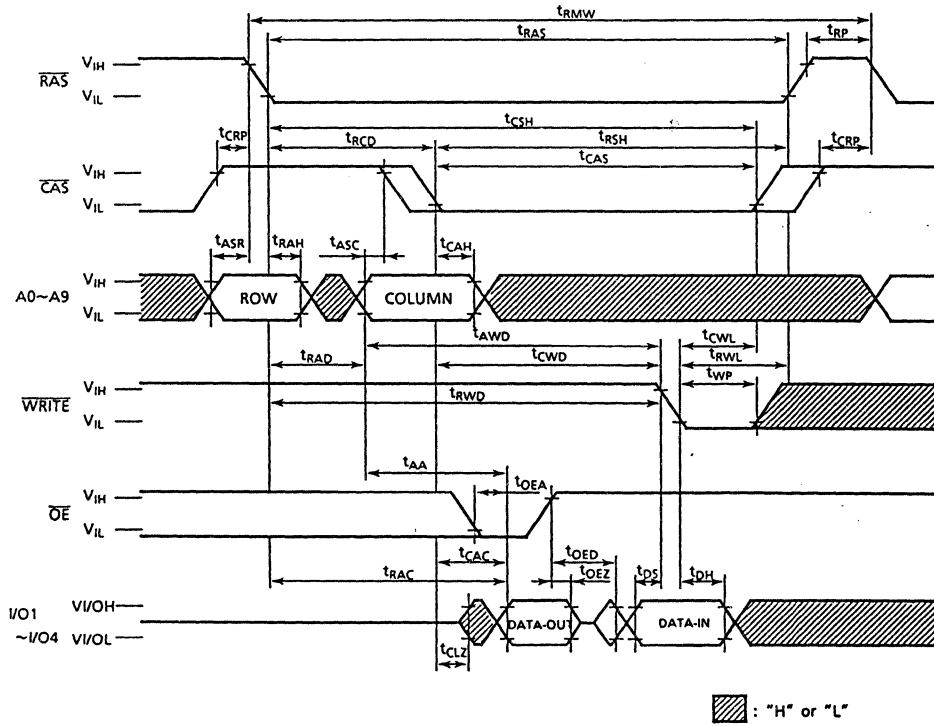 tRMW
tRAS
tRP
RAS
VIH
VIL
tCSH
tCRP
tRCD
tRSH
tCRP
tCAS
CAS
VIH
VIL
tASR
tRAH
tASC
tCAH
A0~A9
VIH
VIL
ROW
COLUMN
tAWD
tCWL
tRAD
tCWD
tRWL
tWP
WRITE
VIH
VIL
tRWD
tAA
tOEA
OE
VIH
VIL
tCAC
tOED
tRAC
tOEZ
tDS
tDH
I/O1
~I/O4
VI/OH
VI/OL
DATA-OUT
DATA-IN
tCLZ
: "H" or "L"